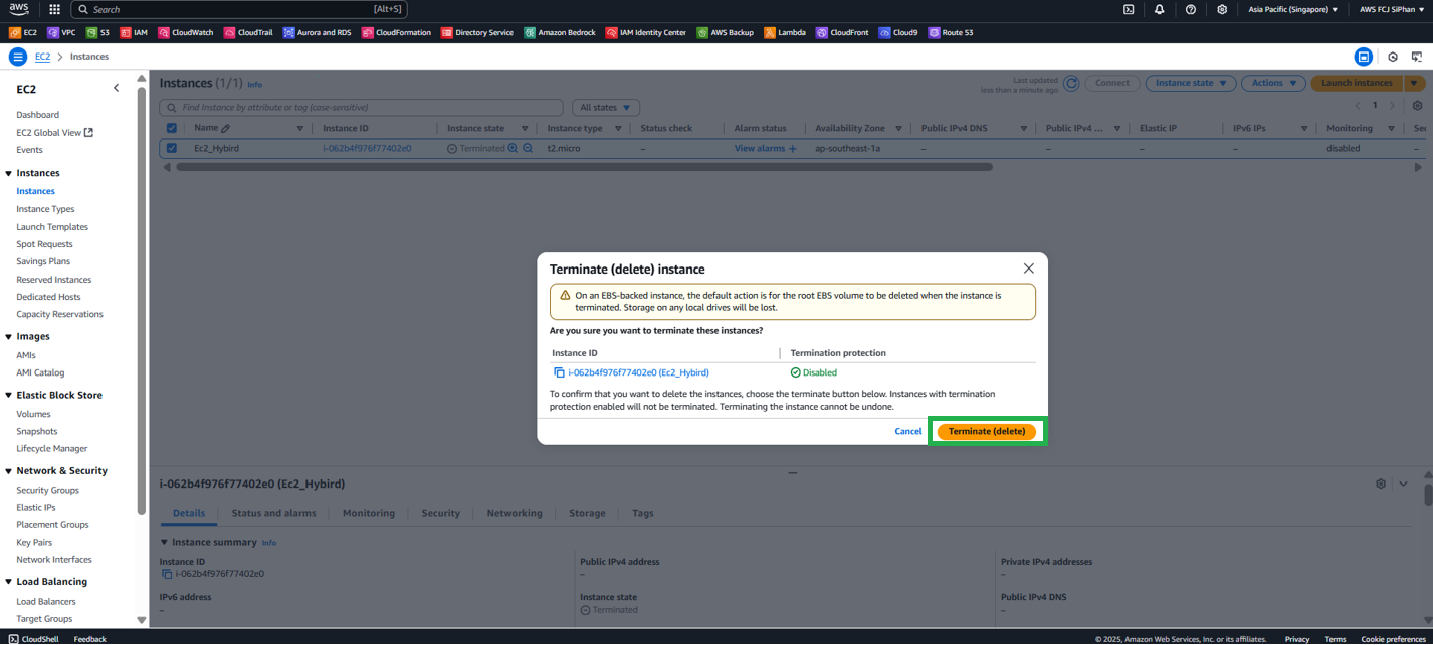 aws Search [Alt+S] Asia Pacific (Singapore) AWS FCJ SiPhan
EC2 VPC S3 IAM CloudWatch CloudTrail Aurora and RDS CloudFormation Directory Service Amazon Bedrock IAM Identity Center AWS Backup Lambda CloudFront Cloud9 Route 53
EC2 > Instances
EC2
Dashboard
EC2 Global View
Events
Instances
Instances
Instance Types
Launch Templates
Spot Requests
Savings Plans
Reserved Instances
Dedicated Hosts
Capacity Reservations
Images
AMIs
AMI Catalog
Elastic Block Store
Volumes
Snapshots
Lifecycle Manager
Network & Security
Security Groups
Elastic IPs
Placement Groups
Key Pairs
Network Interfaces
Load Balancing
Load Balancers
Target Groups
Instances (1/1) Info
Last updated
less than a minute ago
Connect Instance state Actions Launch instances
Find Instance by attribute or tag (case-sensitive) All states 1
Name Instance ID Instance state Instance type Status check Alarm status Availability Zone Public IPv4 DNS Public IPv4 ... Elastic IP IPv6 IPs Monitoring Sec
Ec2_Hybird i-062b4f976f77402e0 Terminated t2.micro – View alarms + ap-southeast-1a – – – – disabled –
Terminate (delete) instance
On an EBS-backed instance, the default action is for the root EBS volume to be deleted when the instance is
terminated. Storage on any local drives will be lost.
Are you sure you want to terminate these instances?
Instance ID Termination protection
i-062b4f976f77402e0 (Ec2_Hybird) Disabled
To confirm that you want to delete the instances, choose the terminate button below. Instances with termination
protection enabled will not be terminated. Terminating the instance cannot be undone.
Cancel Terminate (delete)
i-062b4f976f77402e0 (Ec2_Hybird)
Details Status and alarms Monitoring Security Networking Storage Tags
Instance summary Info
Instance ID Public IPv4 address Private IPv4 addresses
i-062b4f976f77402e0 – –
IPv6 address Instance state Public IPv4 DNS
– Terminated –
CloudShell Feedback © 2025, Amazon Web Services, Inc. or its affiliates. Privacy Terms Cookie preferences